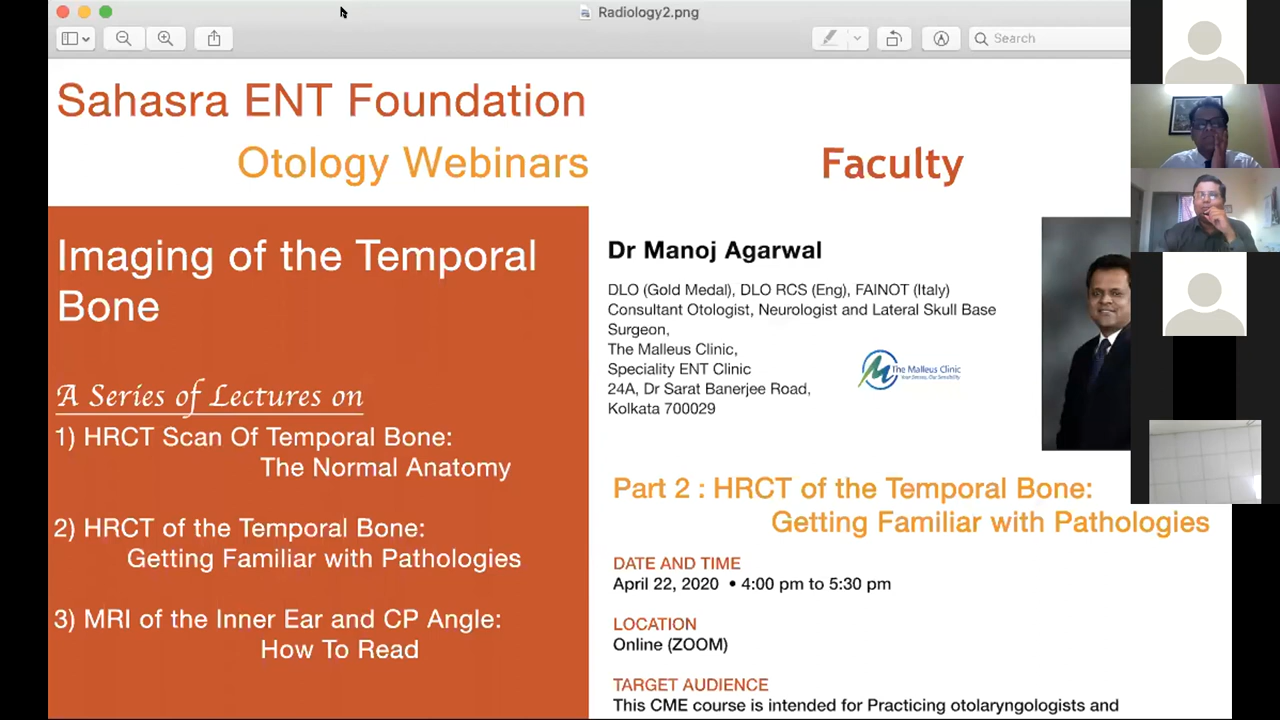 Radiology2.png
Search
Sahasra ENT Foundation
Otology Webinars
Imaging of the Temporal
Bone
A Series of Lectures on
1) HRCT Scan Of Temporal Bone:
The Normal Anatomy
2) HRCT of the Temporal Bone:
Getting Familiar with Pathologies
3) MRI of the Inner Ear and CP Angle:
How To Read
Faculty
Dr Manoj Agarwal
DLO (Gold Medal), DLO RCS (Eng), FAINOT (Italy)
Consultant Otologist, Neurologist and Lateral Skull Base
Surgeon,
The Malleus Clinic,
Speciality ENT Clinic
24A, Dr Sarat Banerjee Road,
Kolkata 700029
The Malleus Clinic
Part 2 : HRCT of the Temporal Bone:
Getting Familiar with Pathologies
DATE AND TIME
April 22, 2020 • 4:00 pm to 5:30 pm
LOCATION
Online (ZOOM)
TARGET AUDIENCE
This CME course is intended for Practicing otolaryngologists and